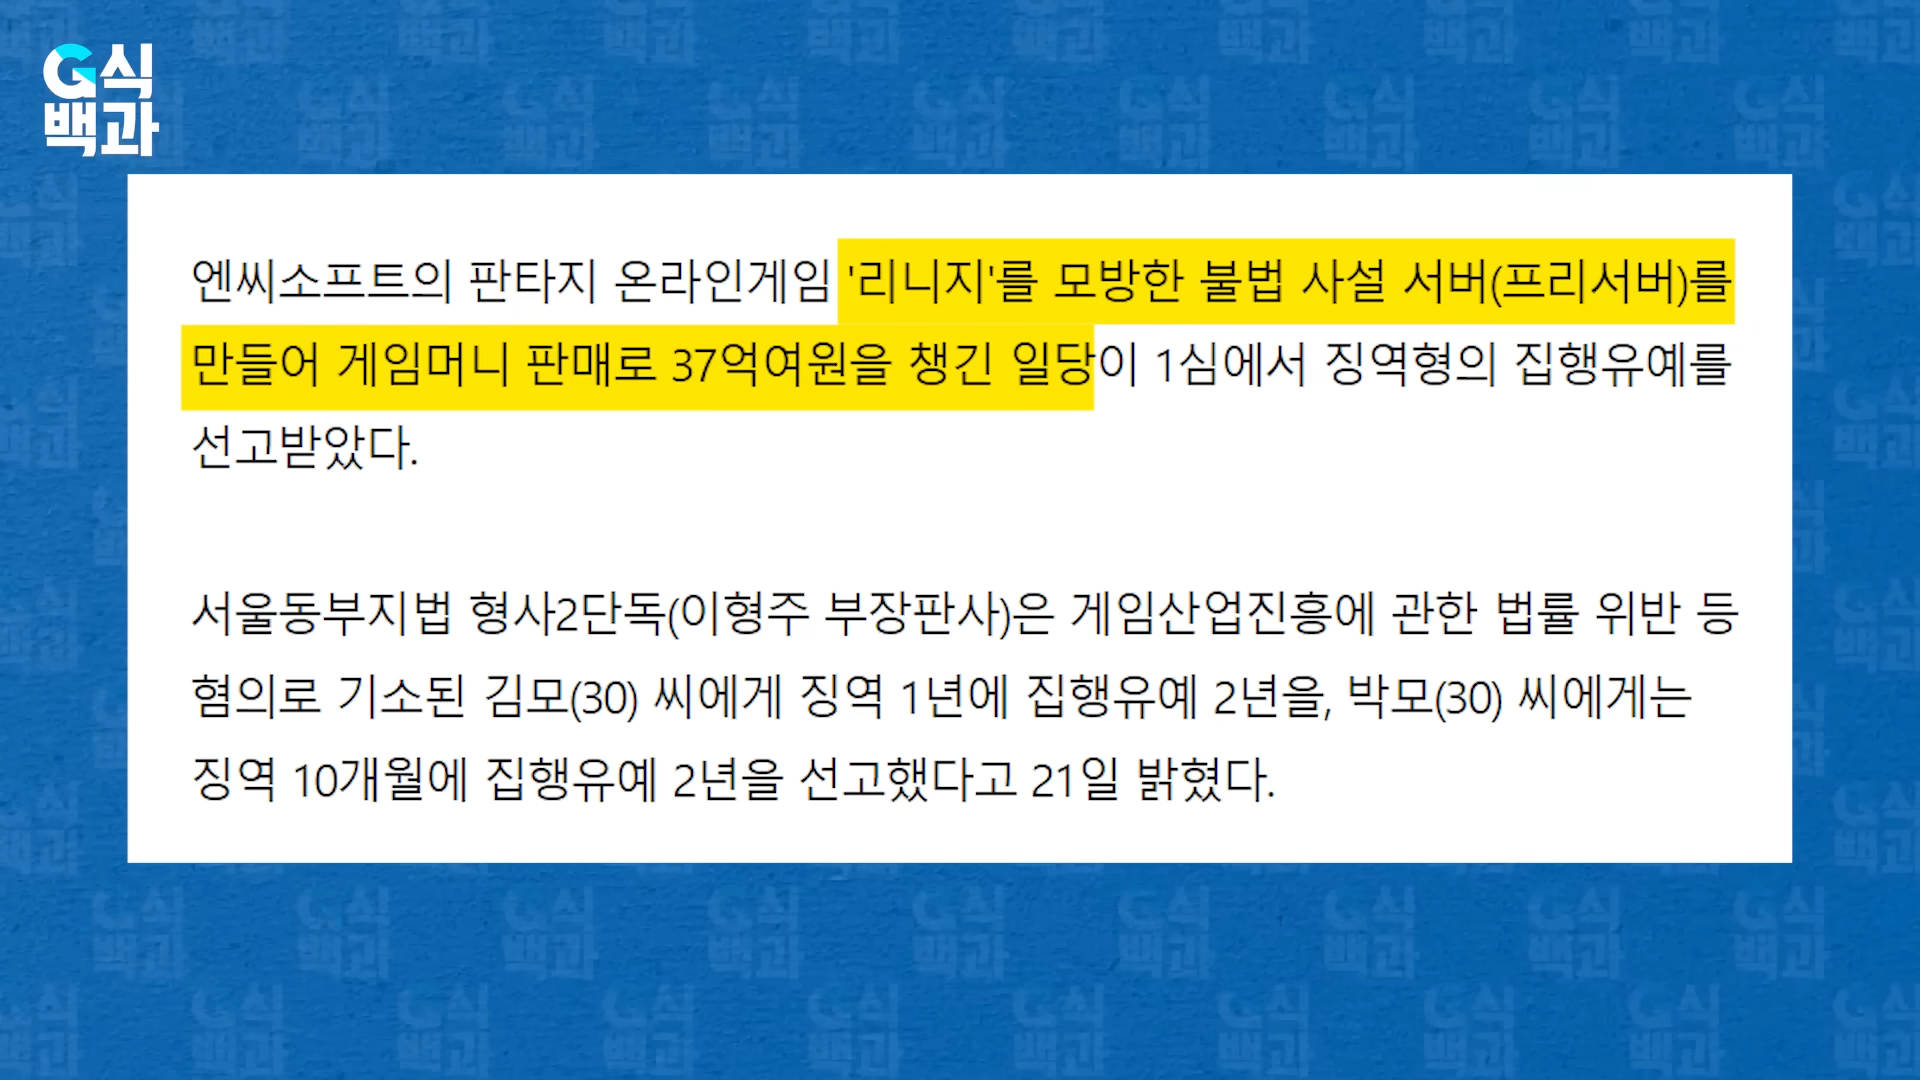 G식
백과
엔씨소프트의 판타지 온라인게임 '리니지'를 모방한 불법 사설 서버(프리서버)를
만들어 게임머니 판매로 37억여원을 챙긴 일당이 1심에서 징역형의 집행유예를
선고받았다.
서울동부지법 형사2단독(이형주 부장판사)은 게임산업진흥에 관한 법률 위반 등
혐의로 기소된 김모(30) 씨에게 징역 1년에 집행유예 2년을, 박모(30) 씨에게는
징역 10개월에 집행유예 2년을 선고했다고 21일 밝혔다.